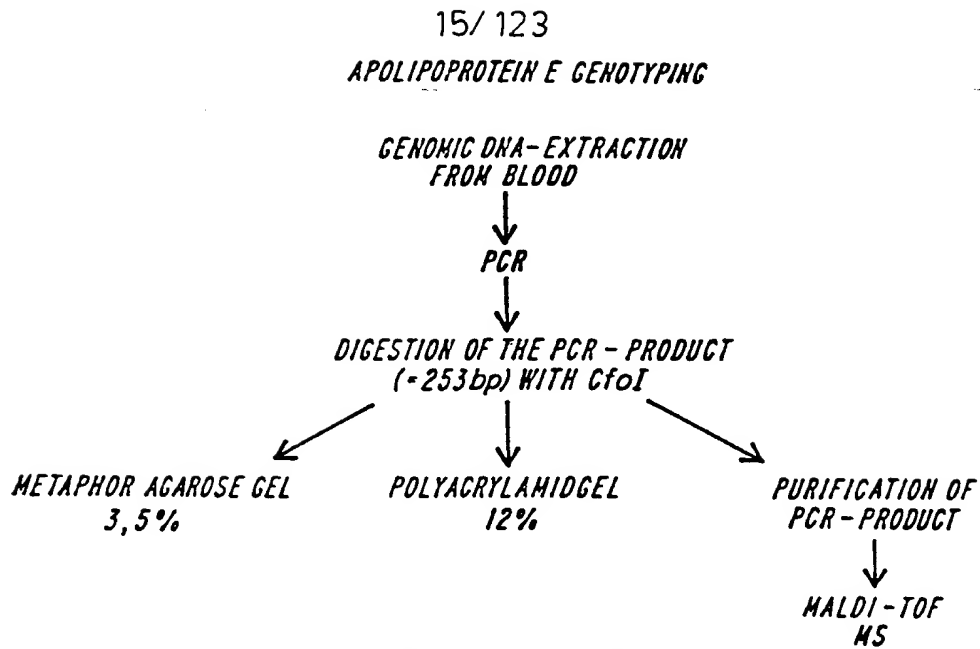 15/123
APOLIPOPROTEIN E GENOTYPING
GENOMIC DNA-EXTRACTION
FROM BLOOD
PCR
DIGESTION OF THE PCR-PRODUCT
(=253bp) WITH CfoI
METAPHOR AGAROSE GEL
3,5%
POLYACRYLAMIDGEL
12%
PURIFICATION OF
PCR-PRODUCT
MALDI-TOF
MS